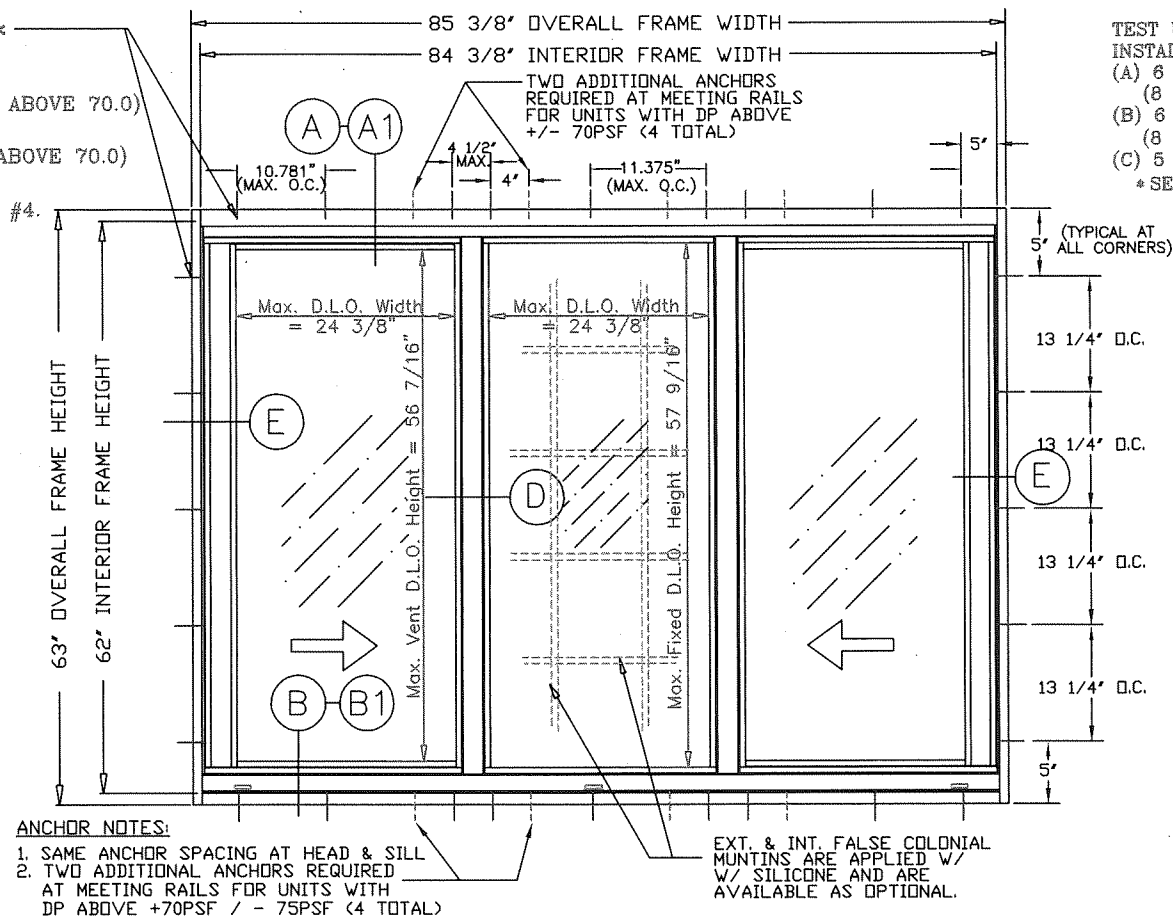 85 3/8" OVERALL FRAME WIDTH
84 3/8" INTERIOR FRAME WIDTH
ABOVE 70.0)
ABOVE 70.0)
#4.
TWO ADDITIONAL ANCHORS
REQUIRED AT MEETING RAILS
FOR UNITS WITH DP ABOVE
+/- 70PSF (4 TOTAL)
TEST
INSTAL
(A) 6
(8
(B) 6
(8
(C) 5
* SE
A
A1
4 1/2"
MAX.
4"
10.781"
(MAX. O.C.)
11.375"
(MAX. O.C.)
5"
5" (TYPICAL AT
ALL CORNERS)
Max. D.L.O. Width
= 24 3/8"
Max. D.L.O. Width
= 24 3/8"
13 1/4" O.C.
13 1/4" O.C.
13 1/4" O.C.
13 1/4" O.C.
5"
63" OVERALL FRAME HEIGHT
62" INTERIOR FRAME HEIGHT
Max. Vent D.L.O. Height = 56 7/16"
Max. Fixed D.L.O. Height = 57 9/16"
E
D
E
B
B1
ANCHOR NOTES:
1. SAME ANCHOR SPACING AT HEAD & SILL
2. TWO ADDITIONAL ANCHORS REQUIRED
AT MEETING RAILS FOR UNITS WITH
DP ABOVE +70PSF / - 75PSF (4 TOTAL)
EXT. & INT. FALSE COLONIAL
MUNTINS ARE APPLIED W/
W/ SILICONE AND ARE
AVAILABLE AS OPTIONAL.